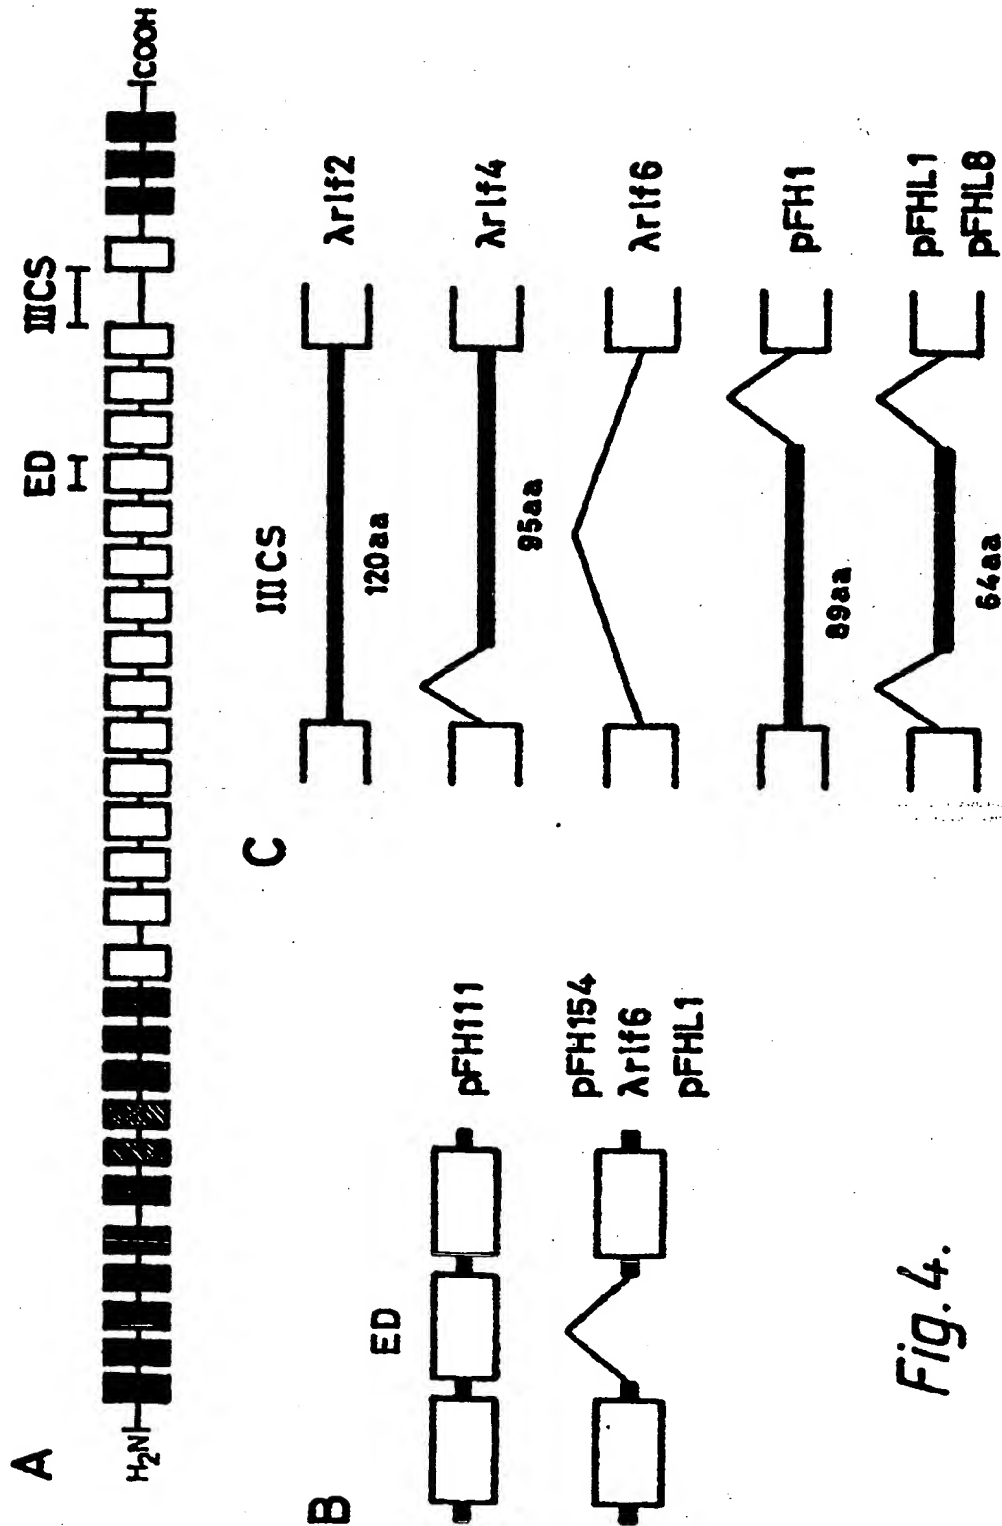 A
ED
IIICS
H₂N
COOH
B
ED
pFH111
pFH154
λrlf6
pFHL1
C
IIICS
λrlf2
120aa
λrlf4
95aa
λrlf6
pFH1
89aa
pFHL1
pFHL8
64aa
Fig. 4.